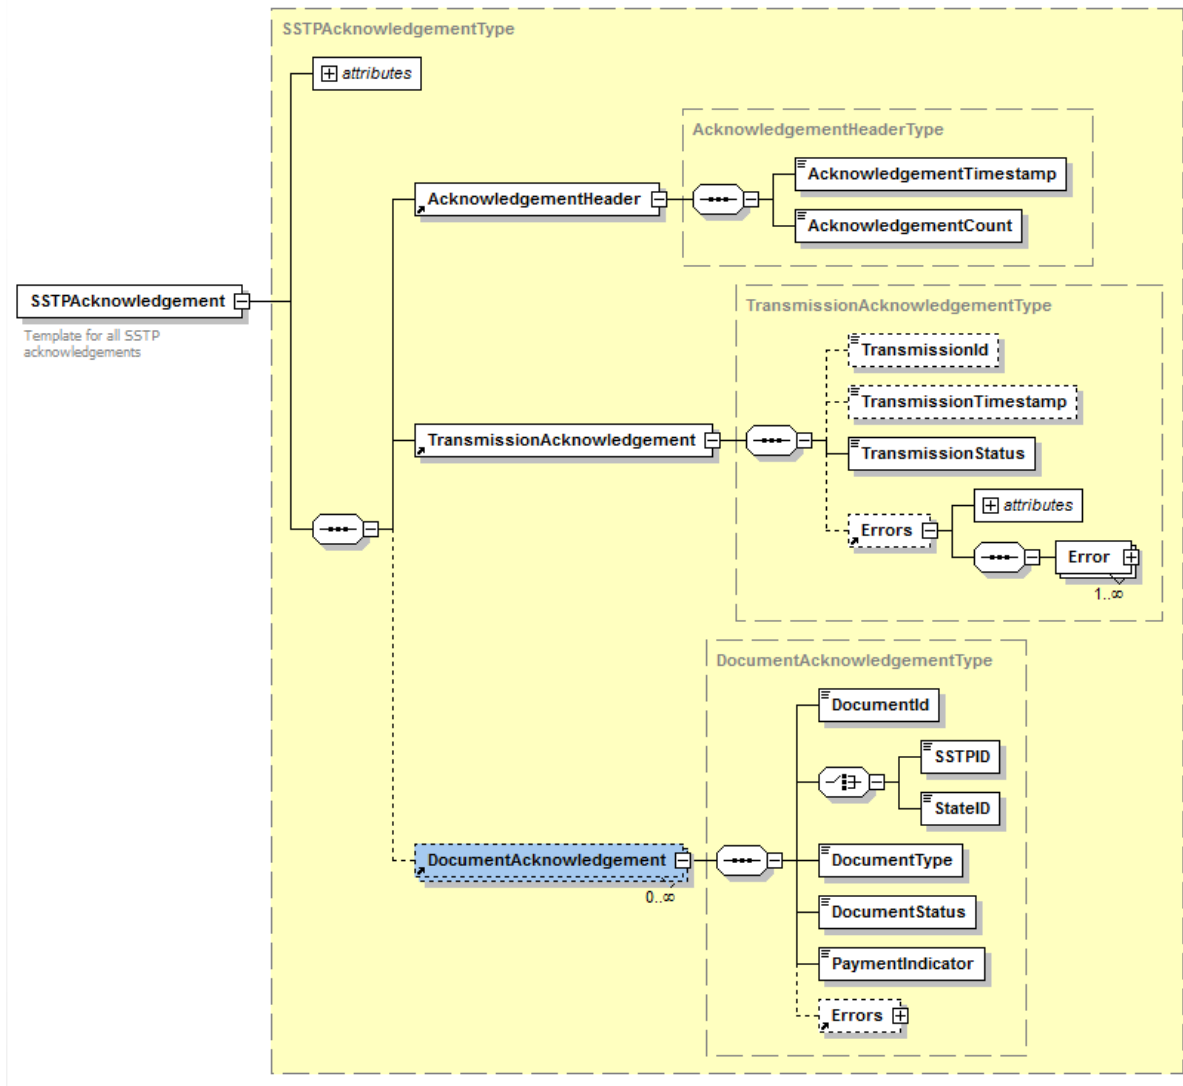 SSTPAcknowledgementType
attributes
AcknowledgementHeaderType
AcknowledgementTimestamp
AcknowledgementHeader
AcknowledgementCount
SSTPAcknowledgement
Template for all SSTP
acknowledgements
TransmissionAcknowledgementType
TransmissionId
TransmissionTimestamp
TransmissionAcknowledgement
TransmissionStatus
attributes
Errors
Error
1..∞
DocumentAcknowledgementType
DocumentId
SSTPID
StateID
DocumentAcknowledgement
0..∞
DocumentType
DocumentStatus
PaymentIndicator
Errors